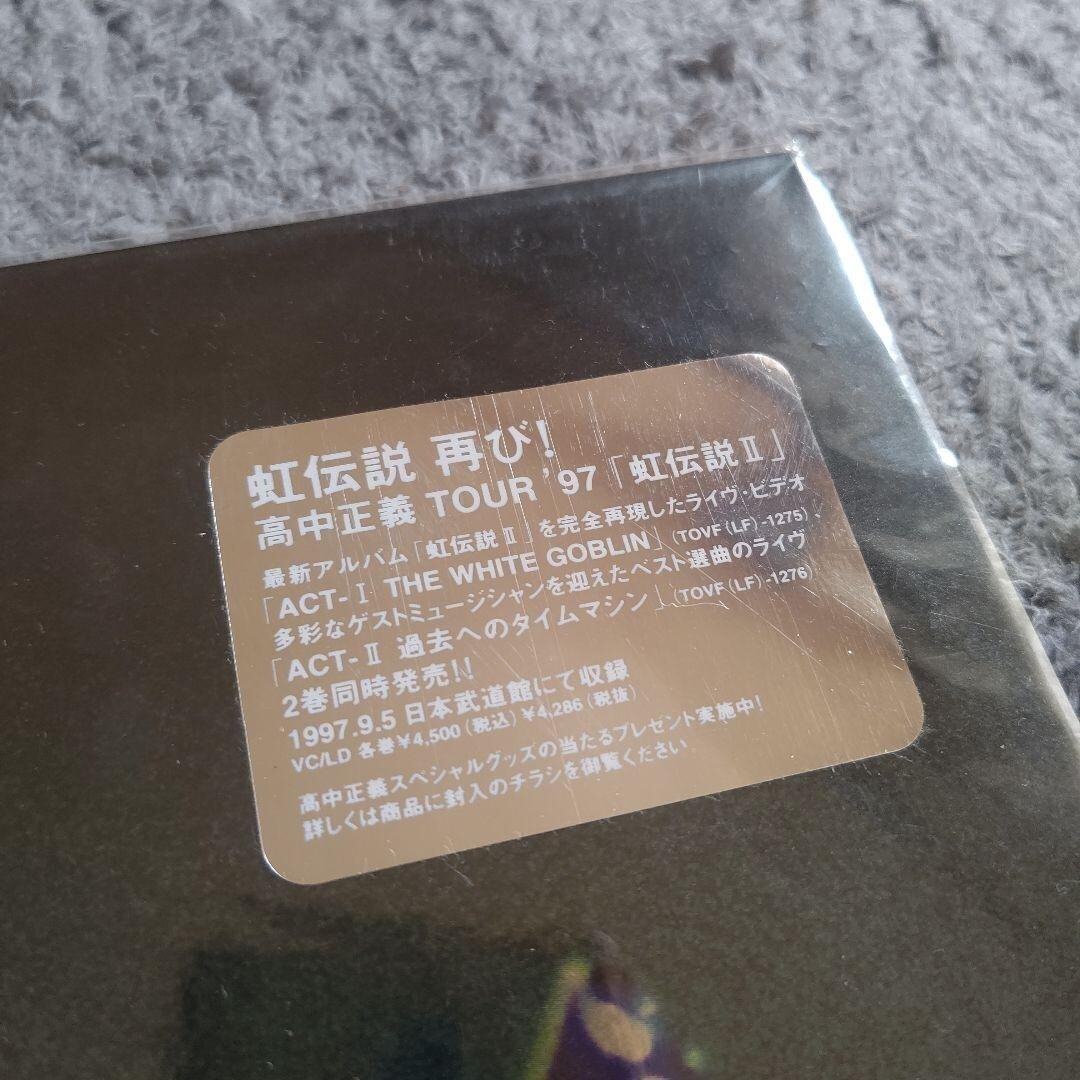 虹伝説 再び!
高中正義 TOUR '97「虹伝説Ⅱ」
最新アルバム「虹伝説Ⅱ」を完全再現したライヴ・ビデオ
「ACT-Ⅰ THE WHITE GOBLIN」(TOVF(LF)-1275)、
多彩なゲストミュージシャンを迎えたベスト選曲のライヴ
「ACT-Ⅱ 過去へのタイムマシン」(TOVF(LF)-1276)
2巻同時発売!!
1997.9.5 日本武道館にて収録
VC/LD 各巻¥4,500(税込)¥4,286(税抜)
高中正義スペシャルグッズの当たるプレゼント実施中!
詳しくは商品に封入のチラシを御覧ください